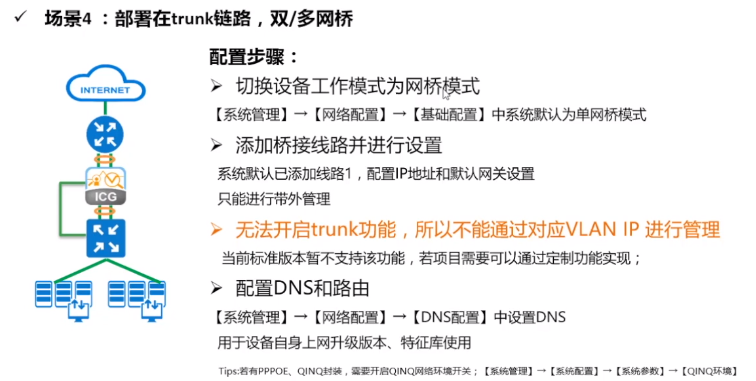 ✓ 场景4 ：部署在trunk链路，双/多网桥
配置步骤：
➢ 切换设备工作模式为网桥模式
【系统管理】→【网络配置】→【基础配置】中系统默认为单网桥模式
➢ 添加桥接线路并进行设置
系统默认已添加线路1，配置IP地址和默认网关设置
只能进行带外管理
➢ 无法开启trunk功能，所以不能通过对应VLAN IP 进行管理
当前标准版本暂不支持该功能，若项目需要可以通过定制功能实现；
➢ 配置DNS和路由
【系统管理】→【网络配置】→【DNS配置】中设置DNS
用于设备自身上网升级版本、特征库使用
Tips:若有PPPOE、QINQ封装，需要开启QINQ网络环境开关；【系统管理】→【系统配置】→【系统参数】→【QINQ环境】
INTERNET
ICG